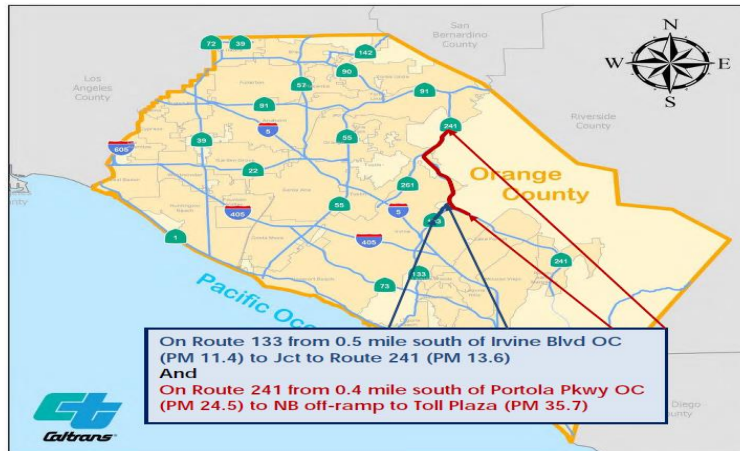 San
Bernardino
County
N
W
E
S
72
39
142
90
57
91
91
Los
Angeles
County
5
55
241
Riverside
County
605
39
22
Orange
County
261
55
405
5
405
1
241
133
73
Pacific Oce
On Route 133 from 0.5 mile south of Irvine Blvd OC
(PM 11.4) to Jct to Route 241 (PM 13.6)
And
On Route 241 from 0.4 mile south of Portola Pkwy OC
(PM 24.5) to NB off-ramp to Toll Plaza (PM 35.7)
Diego
Caltrans